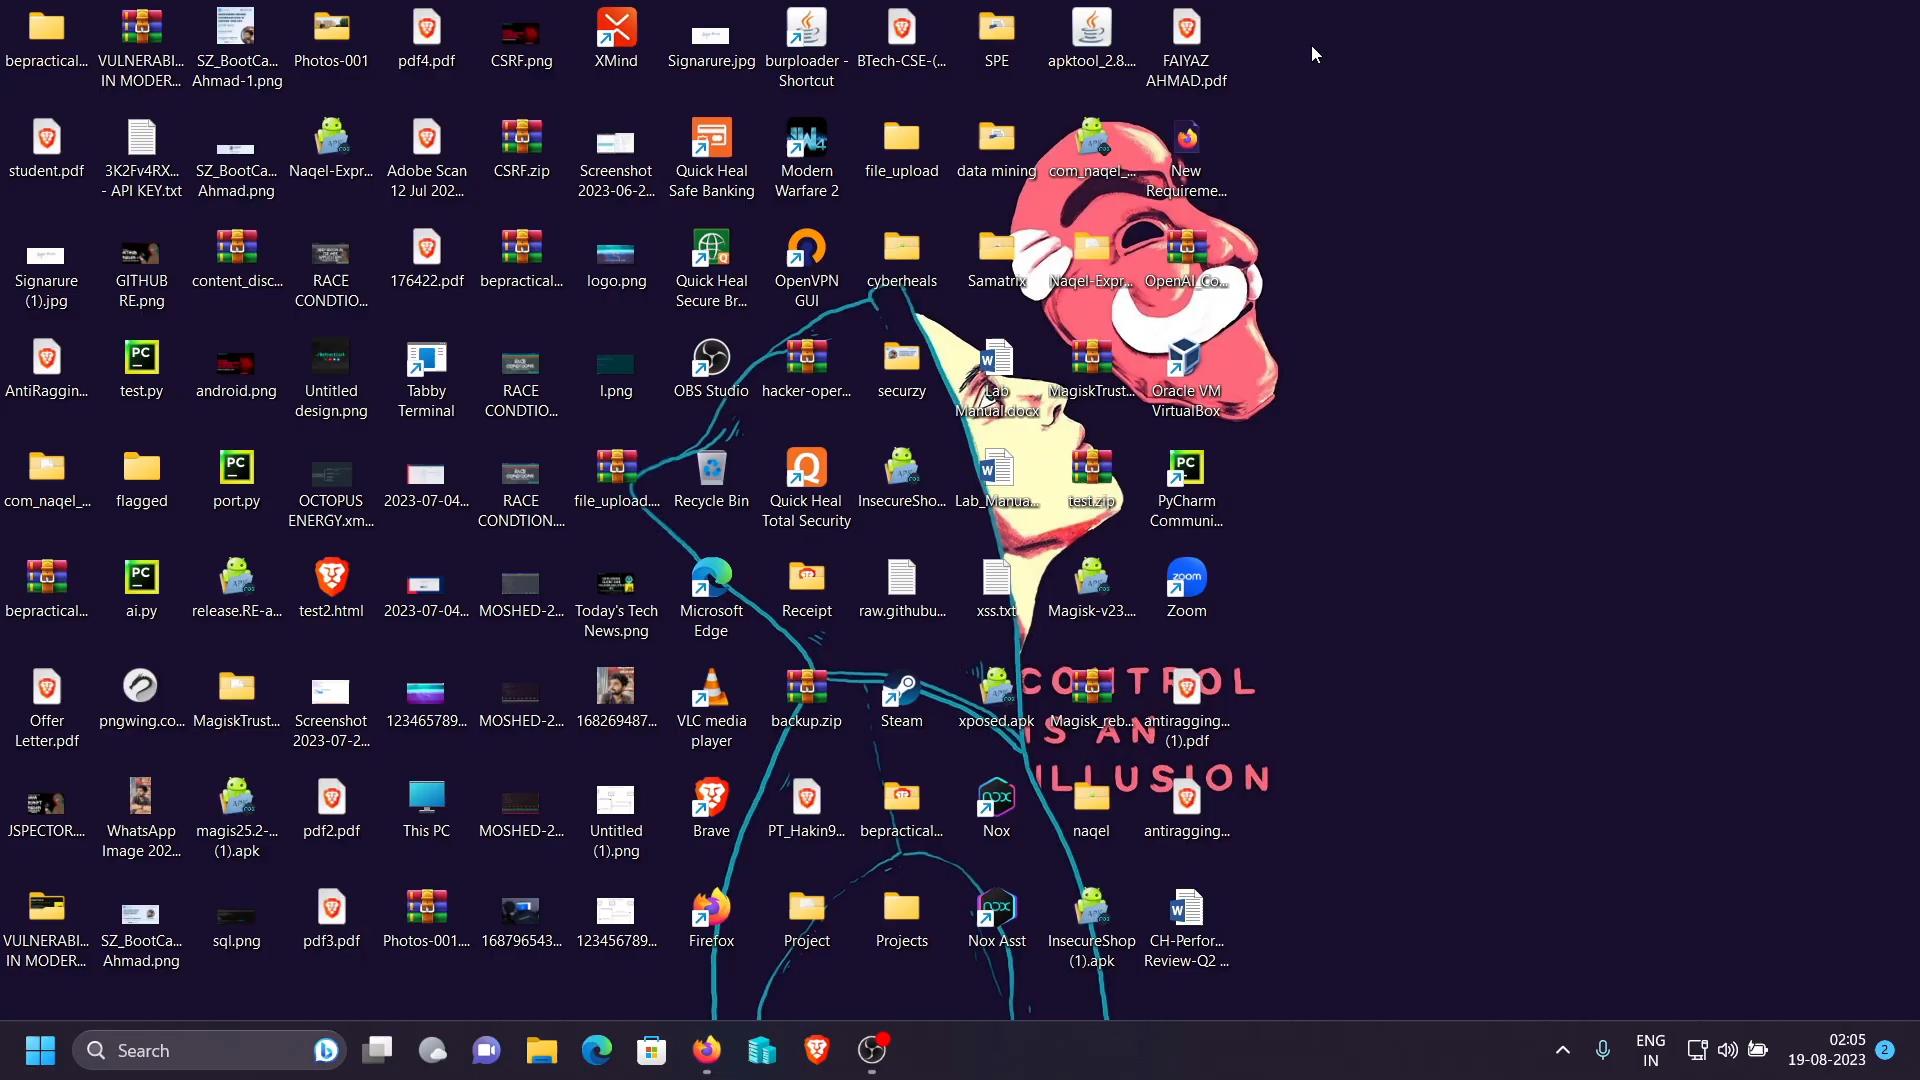 bepractical...
VULNERABI...
IN MODER...
SZ_BootCa...
Ahmad-1.png
Photos-001
pdf4.pdf
CSRF.png
XMind
Signarure.jpg
burploader -
Shortcut
BTech-CSE-(...
SPE
apktool_2.8....
FAIYAZ
AHMAD.pdf
student.pdf
3K2Fv4RX...
- API KEY.txt
SZ_BootCa...
Ahmad.png
Naqel-Expr...
Adobe Scan
12 Jul 202...
CSRF.zip
Screenshot
2023-06-2...
Quick Heal
Safe Banking
Modern
Warfare 2
file_upload
data mining
com_naqel_...
New
Requireme...
Signarure
(1).jpg
GITHUB
RE.png
content_disc...
RACE
CONDTIO...
176422.pdf
bepractical...
logo.png
Quick Heal
Secure Br...
OpenVPN
GUI
cyberheals
Samatrix
Naqel-Expr...
OpenAI_Co...
AntiRaggin...
test.py
android.png
Untitled
design.png
Tabby
Terminal
RACE
CONDTIO...
l.png
OBS Studio
hacker-oper...
securzy
Lab
Manual.docx
MagiskTrust...
Oracle VM
VirtualBox
com_naqel_...
flagged
port.py
OCTOPUS
ENERGY.xm...
2023-07-04...
RACE
CONDTION....
file_upload...
Recycle Bin
Quick Heal
Total Security
InsecureSho...
Lab_Manua...
test.zip
PyCharm
Communi...
bepractical...
ai.py
release.RE-a...
test2.html
2023-07-04...
MOSHED-2...
Today's Tech
News.png
Microsoft
Edge
Receipt
raw.githubu...
xss.txt
Magisk-v23....
zoom
Zoom
Offer
Letter.pdf
pngwing.co...
MagiskTrust...
Screenshot
2023-07-2...
123465789...
MOSHED-2...
168269487...
VLC media
player
backup.zip
Steam
xposed.apk
Magisk_reb...
antiragging...
(1).pdf
CONTROL
IS AN
ILLUSION
JSPECTOR....
WhatsApp
Image 202...
magis25.2-...
(1).apk
pdf2.pdf
This PC
MOSHED-2...
Untitled
(1).png
Brave
PT_Hakin9...
bepractical...
Nox
naqel
antiragging...
VULNERABI...
IN MODER...
SZ_BootCa...
Ahmad.png
sql.png
pdf3.pdf
Photos-001....
168796543...
123456789...
Firefox
Project
Projects
Nox Asst
InsecureShop
(1).apk
CH-Perfor...
Review-Q2 ...
Search
ENG
IN
02:05
19-08-2023
2